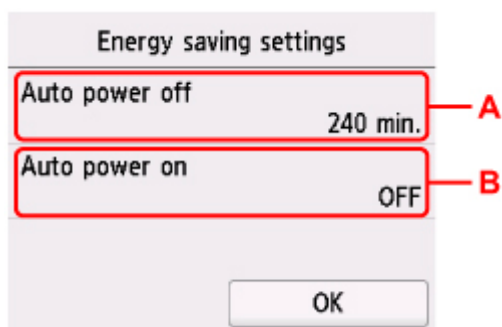 Energy saving settings
Auto power off
240 min.
A
Auto power on
OFF
B
OK